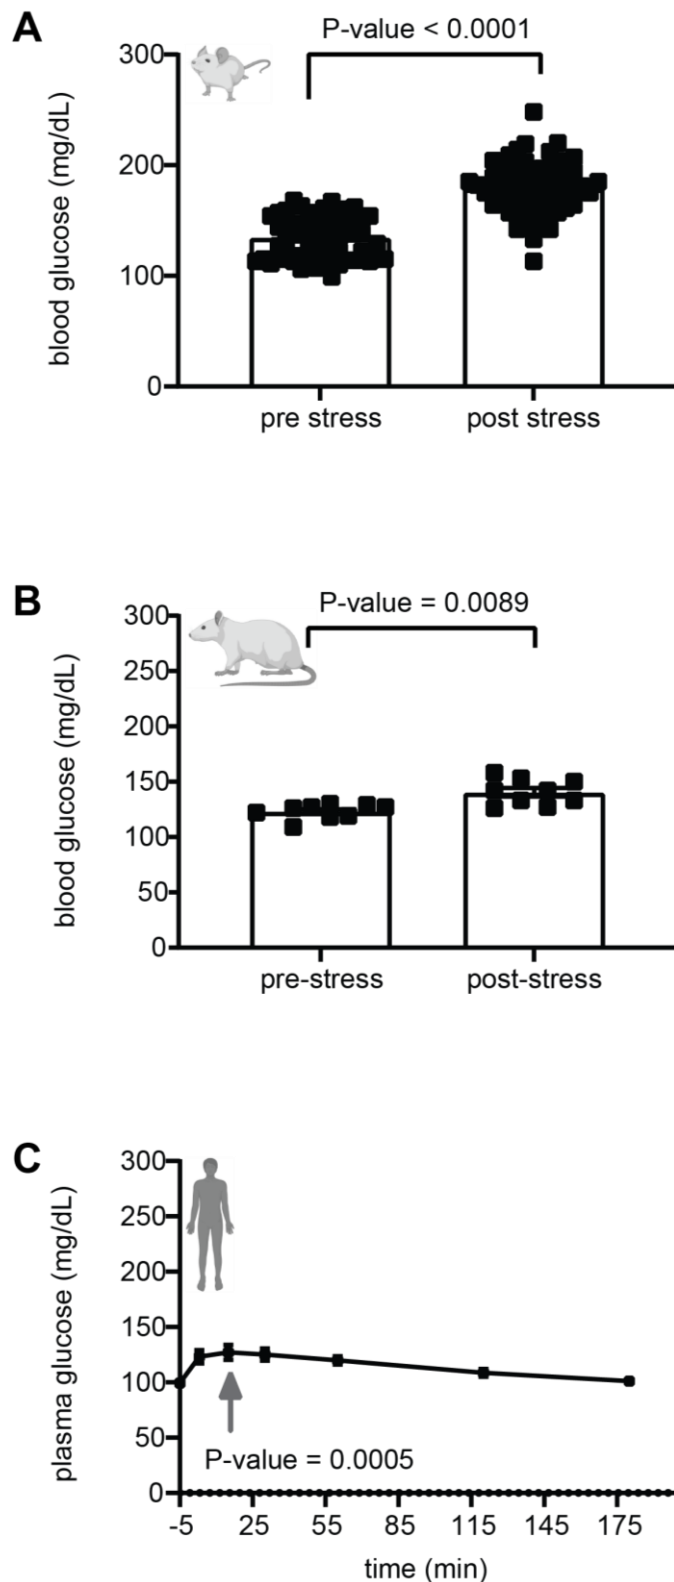 A
P-value < 0.0001
300
200
100
0
blood glucose (mg/dL)
pre stress post stress
B
P-value = 0.0089
300
250
200
150
100
50
0
blood glucose (mg/dL)
pre-stress post-stress
C
300
250
200
150
100
50
0
plasma glucose (mg/dL)
P-value = 0.0005
-5 25 55 85 115 145 175
time (min)